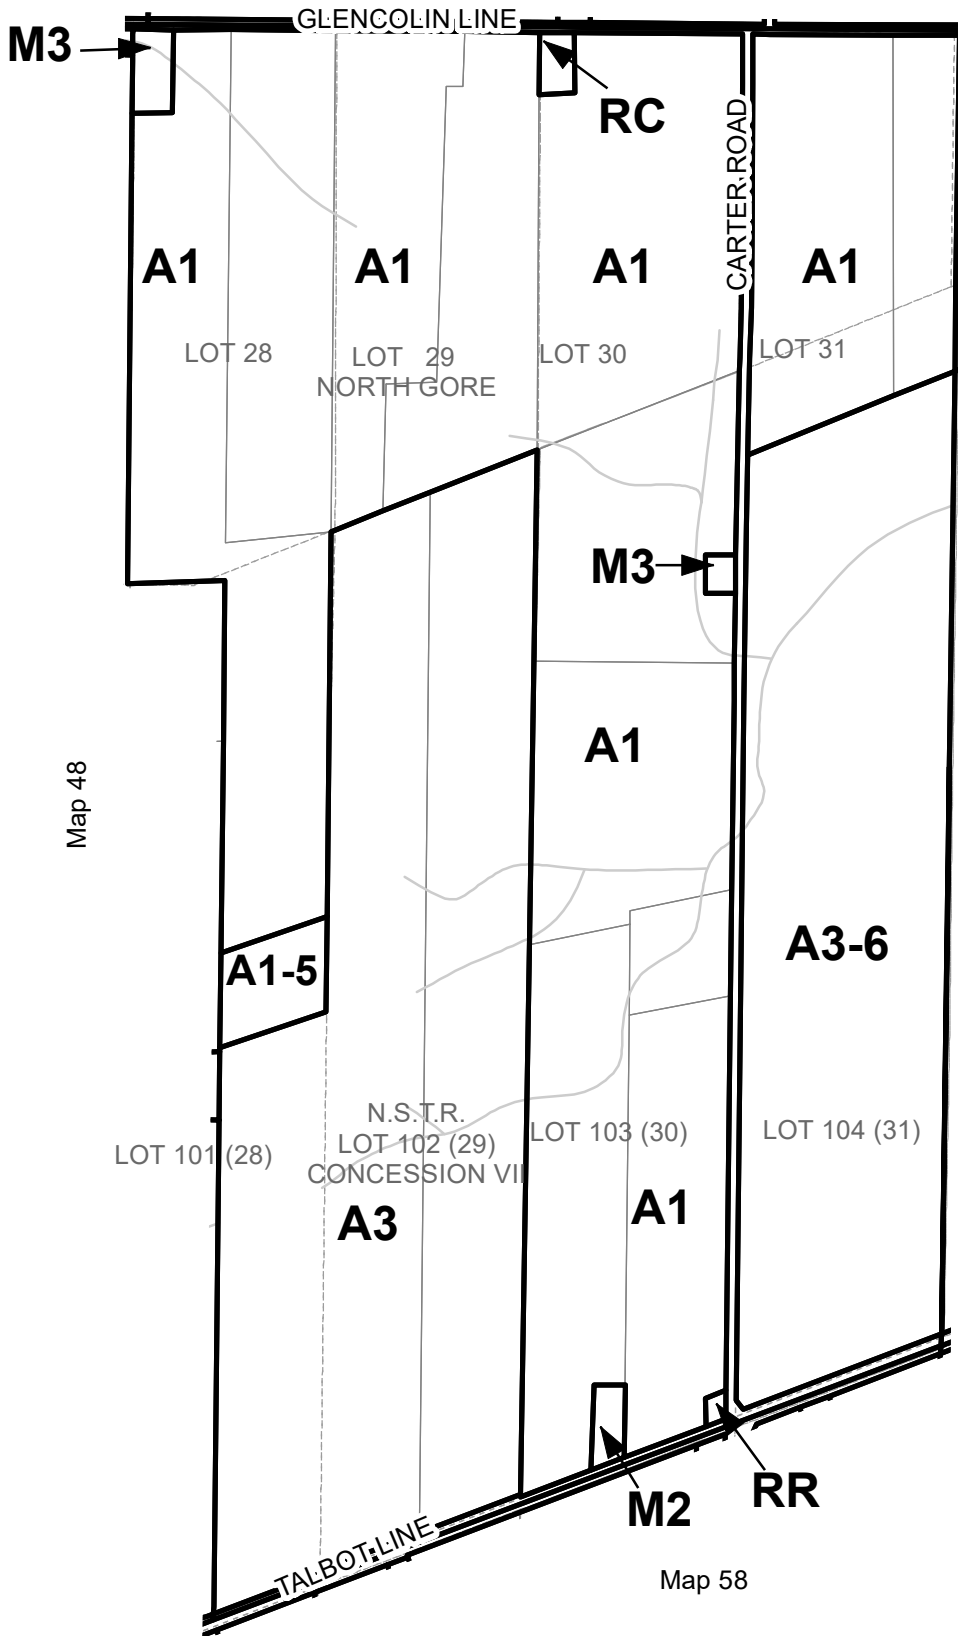 GLENCOLIN LINE
M3
RC
CARTER ROAD
A1
A1
A1
A1
LOT 28
LOT 29
NORTH GORE
LOT 30
LOT 31
M3
A1
Map 48
A1-5
A3-6
N.S.T.R.
LOT 101 (28)
LOT 102 (29)
CONCESSION VII
LOT 103 (30)
LOT 104 (31)
A3
A1
RR
M2
TALBOT LINE
Map 58